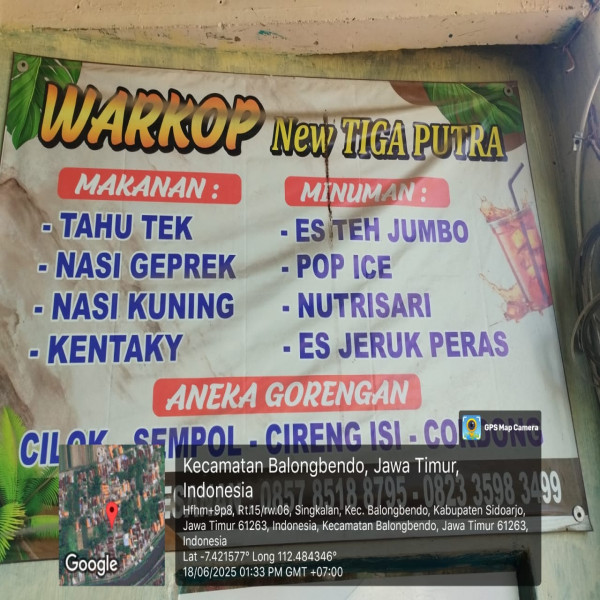 WARKOP New TIGA PUTRA
MAKANAN :
- TAHU TEK
- NASI GEPREK
- NASI KUNING
- KENTAKY
MINUMAN :
- ES TEH JUMBO
- POP ICE
- NUTRISARI
- ES JERUK PERAS
ANEKA GORENGAN
CILOK - SEMPOL - CIRENG ISI -
0857 8518 8795 - 0823 3598 3499
GPS Map Camera
Kecamatan Balongbendo, Jawa Timur,
Indonesia
Hfhm+9p8, Rt.15/rw.06, Singkalan, Kec. Balongbendo, Kabupaten Sidoarjo,
Jawa Timur 61263, Indonesia, Kecamatan Balongbendo, Jawa Timur 61263,
Indonesia
Lat -7.421577° Long 112.484346°
18/06/2025 01:33 PM GMT +07:00
Google